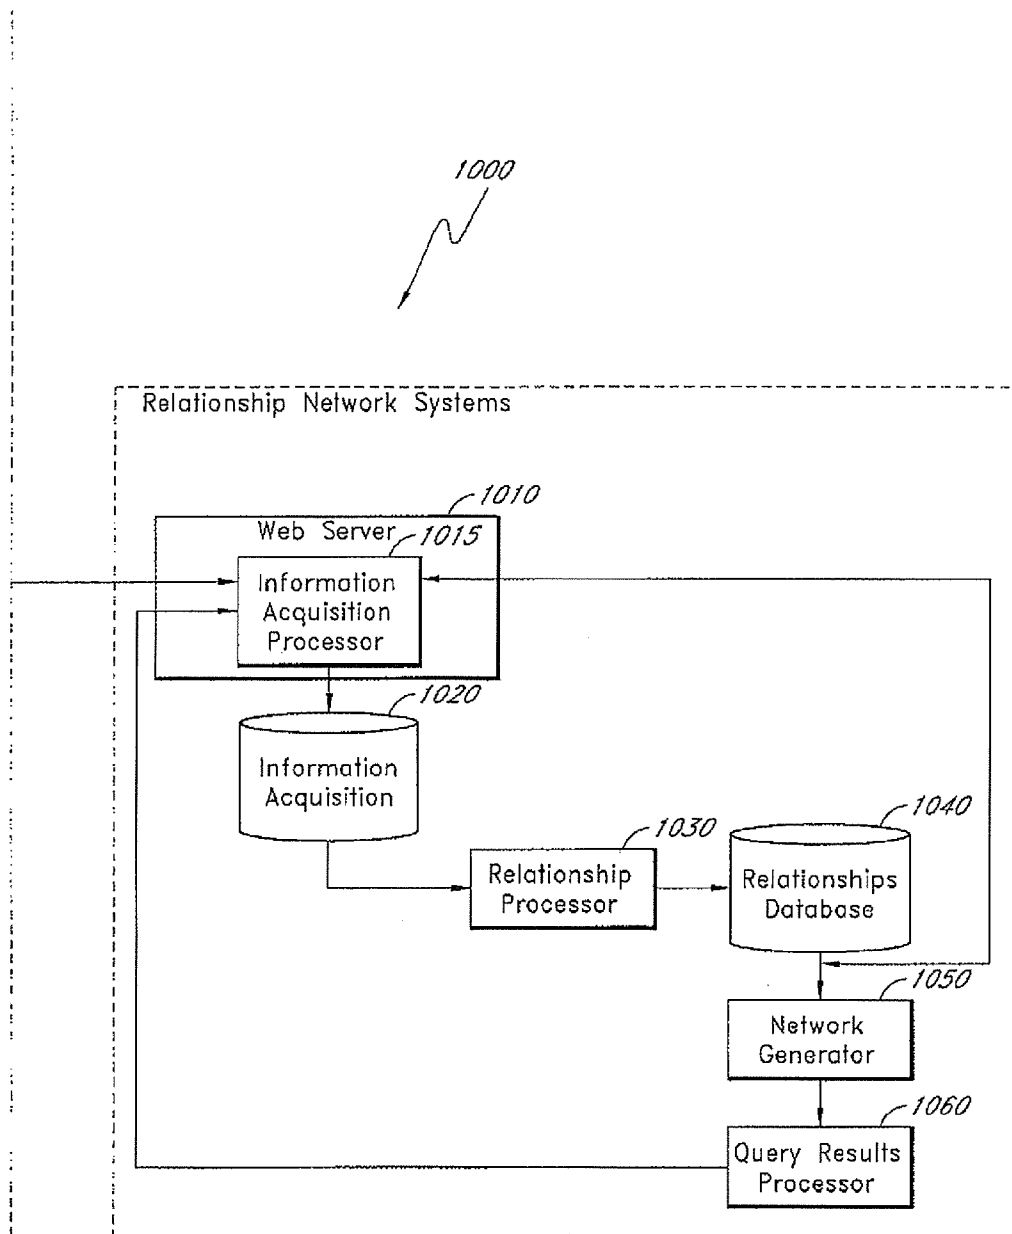 1000
Relationship Network Systems
1010
Web Server
1015
Information
Acquisition
Processor
1020
Information
Acquisition
1030
Relationship
Processor
1040
Relationships
Database
1050
Network
Generator
1060
Query Results
Processor